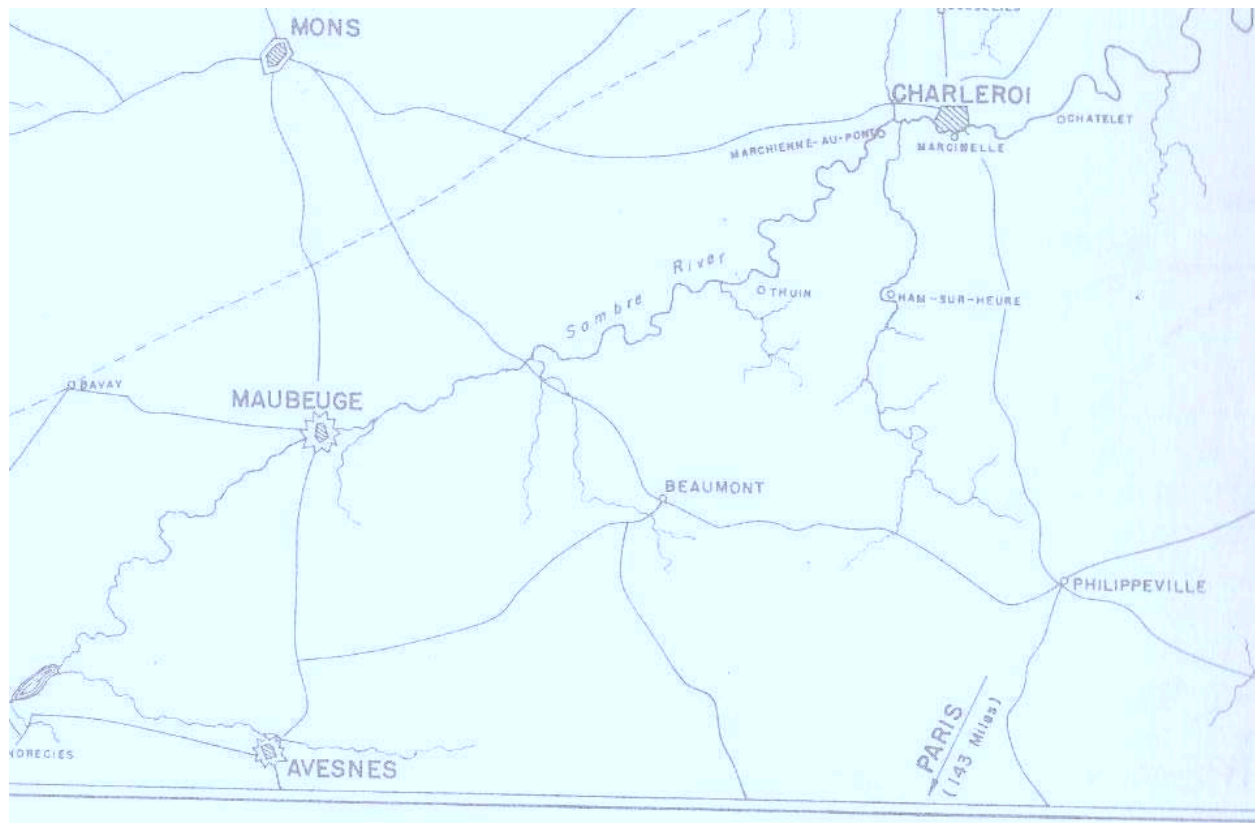 MONS
CHARLEROI
CHATELET
MARCHIENNE-AU-PONT
MARCINELLE
Sambre River
THUIN
HAM-SUR-HEURE
BAVAY
MAUBEUGE
BEAUMONT
PHILIPPEVILLE
PARIS
(143 Miles)
AVESNES